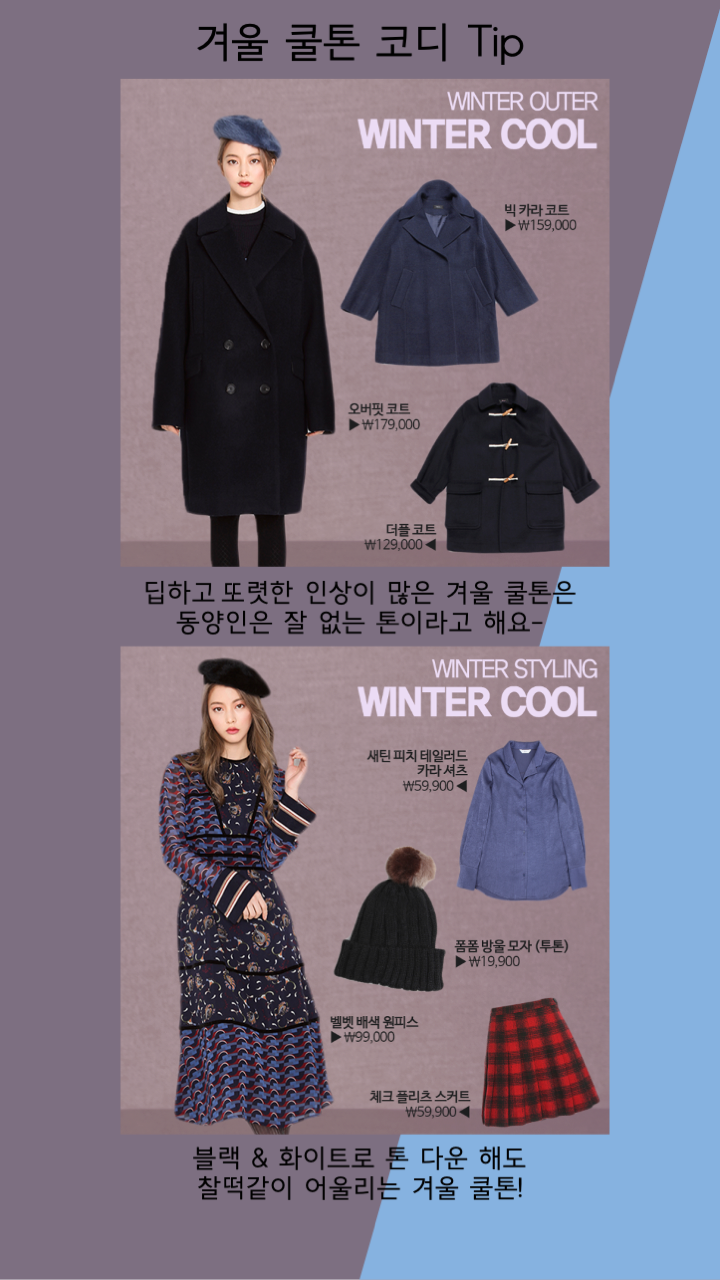 겨울 쿨톤 코디 Tip
WINTER OUTER
WINTER COOL
빅 카라 코트
▶ ₩159,000
오버핏 코트
▶ ₩179,000
더플 코트
₩129,000 ◀
딥하고 또렷한 인상이 많은 겨울 쿨톤은
동양인은 잘 없는 톤이라고 해요-
WINTER STYLING
WINTER COOL
새틴 피치 테일러드
카라 셔츠
₩59,900 ◀
폼폼 방울 모자 (투톤)
▶ ₩19,900
벨벳 배색 원피스
▶ ₩99,000
체크 플리츠 스커트
₩59,900 ◀
블랙 & 화이트로 톤 다운 해도
찰떡같이 어울리는 겨울 쿨톤!